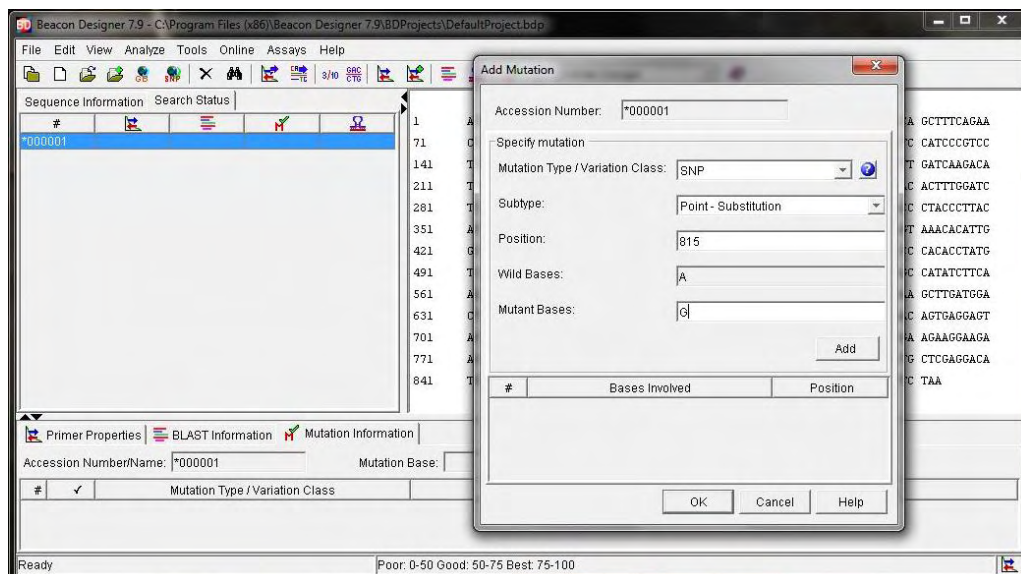 Beacon Designer 7.9 - C:\Program Files (x86)\Beacon Designer 7.9\BDProjects\DefaultProject.bdp
File Edit View Analyze Tools Online Assays Help
Sequence Information Search Status
#
*000001
1 A A GCTTTCAGAA
71 C C CATCCCGTCC
141 T T GATCAAGACA
211 T C ACTTTGGATC
281 T C CTACCCTTAC
351 A T AAACACATTG
421 G C CACACCTATG
491 T C CATATCTTCA
561 A A GCTTGATGGA
631 C C AGTGAGGAGT
701 A A AGAAGGAAGA
771 A G CTCGAGGACA
841 T C TAA
Add Mutation
Accession Number: *000001
Specify mutation
Mutation Type / Variation Class: SNP
Subtype: Point - Substitution
Position: 815
Wild Bases: A
Mutant Bases: G
Add
# Bases Involved Position
OK Cancel Help
Primer Properties BLAST Information Mutation Information
Accession Number/Name: *000001 Mutation Base:
# ✓ Mutation Type / Variation Class
Ready Poor: 0-50 Good: 50-75 Best: 75-100